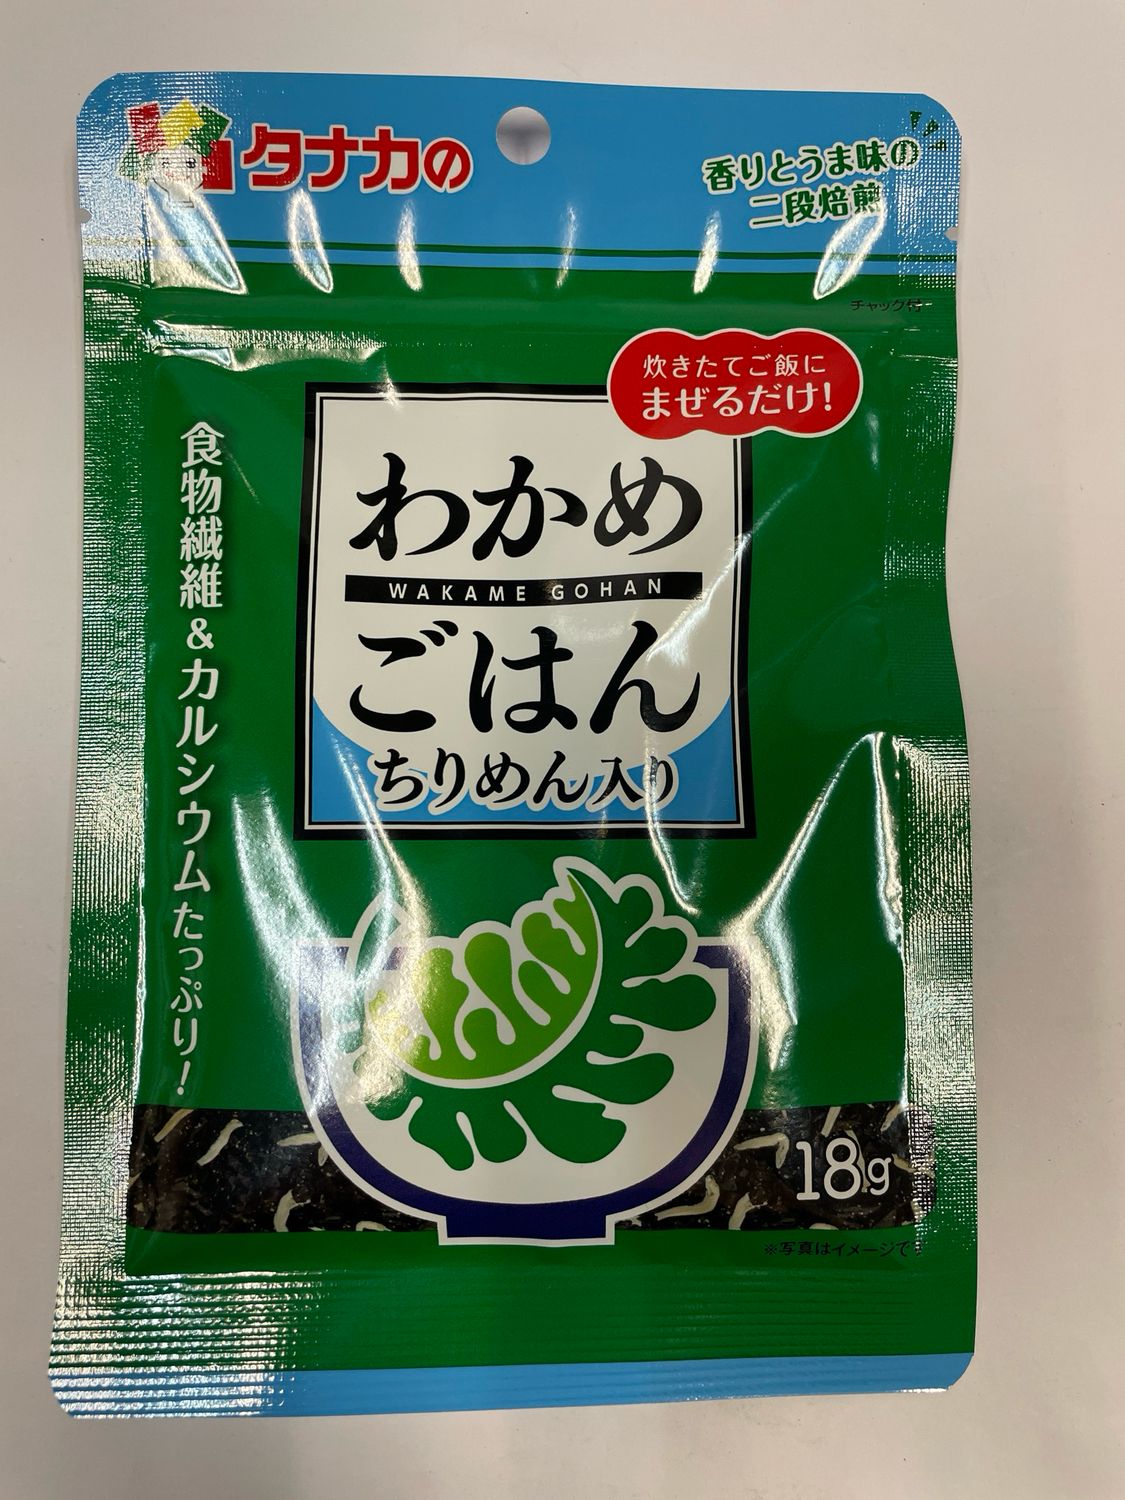 タナカの
香りとうま味の
二段焙煎
チャック付
炊きたてご飯に
まぜるだけ!
わかめ
WAKAME GOHAN
ごはん
ちりめん入り
食物繊維&カルシウムたっぷり!
18g
※写真はイメージです